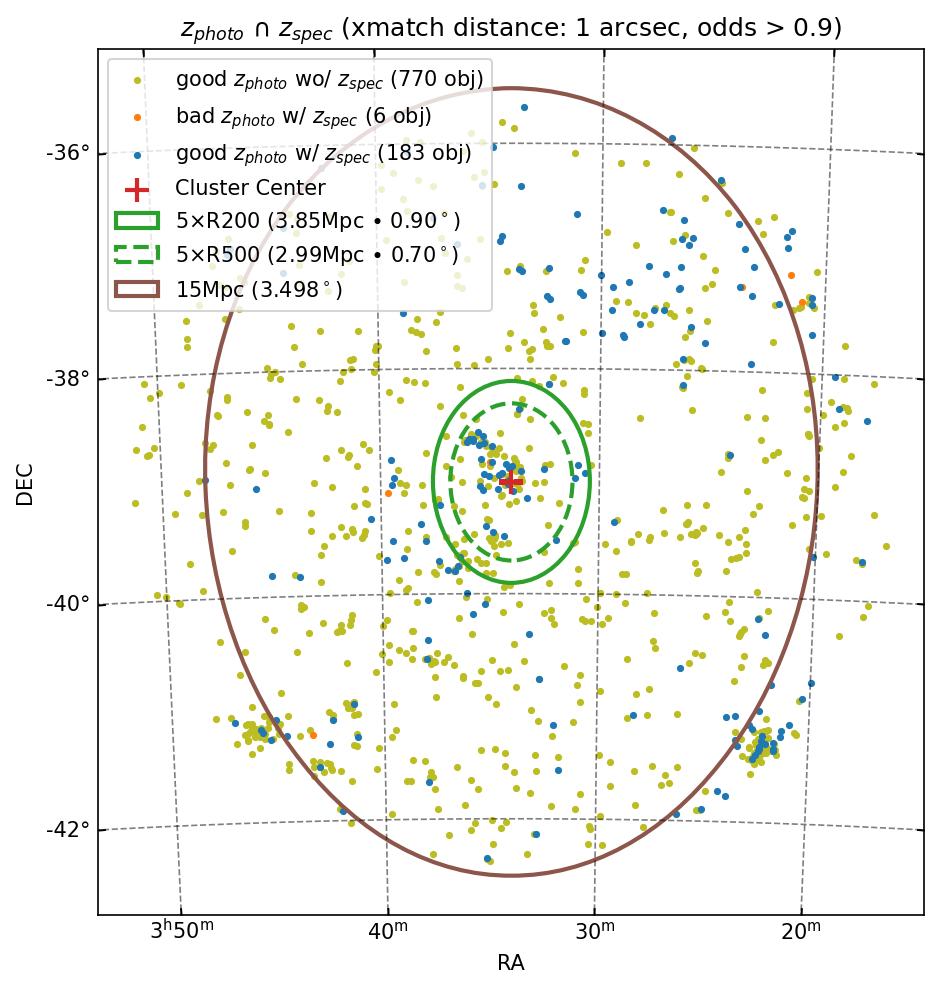 z_photo ∩ z_spec (xmatch distance: 1 arcsec, odds > 0.9)
good z_photo wo/ z_spec (770 obj)
bad z_photo w/ z_spec (6 obj)
good z_photo w/ z_spec (183 obj)
Cluster Center
5×R200 (3.85Mpc • 0.90°)
5×R500 (2.99Mpc • 0.70°)
15Mpc (3.498°)
-36°
-38°
-40°
-42°
DEC
3ʰ50ᵐ
40ᵐ
30ᵐ
20ᵐ
RA